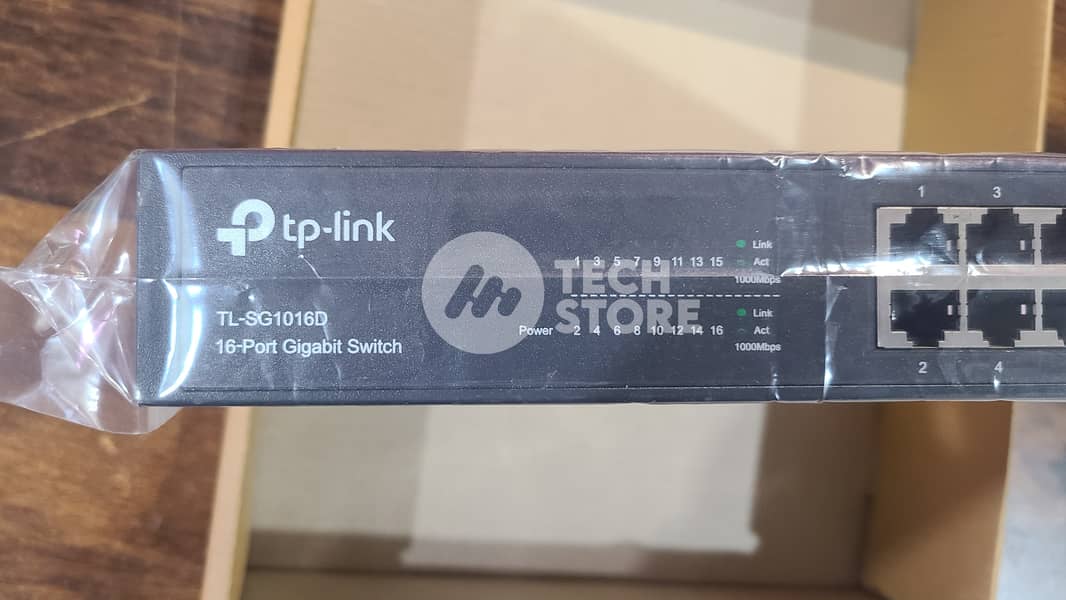 tp-link
TL-SG1016D
16-Port Gigabit Switch
1 3 5 7 9 11 13 15
Link
Act
1000Mbps
Power
2 4 6 8 10 12 14 16
Link
Act
1000Mbps
1 3
2 4
TECH
STORE